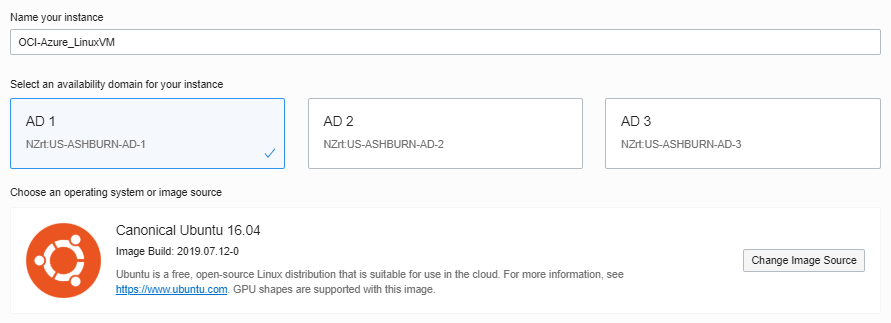 Name your instance
OCI-Azure_LinuxVM
Select an availability domain for your instance
AD 1
NZrt:US-ASHBURN-AD-1
AD 2
NZrt:US-ASHBURN-AD-2
AD 3
NZrt:US-ASHBURN-AD-3
Choose an operating system or image source
Canonical Ubuntu 16.04
Image Build: 2019.07.12-0
Ubuntu is a free, open-source Linux distribution that is suitable for use in the cloud. For more information, see
https://www.ubuntu.com. GPU shapes are supported with this image.
Change Image Source